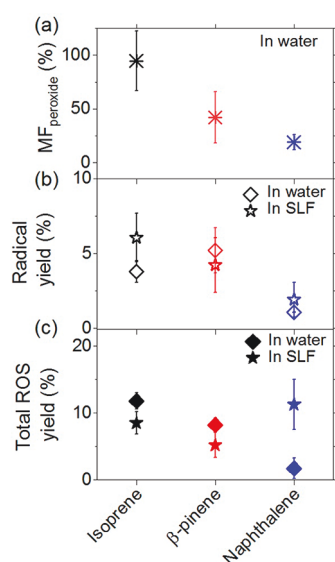 (a)
In water
100
50
0
MFperoxide (%)
(b)
In water
In SLF
10
5
0
Radical
yield (%)
(c)
In water
In SLF
20
10
0
Total ROS
yield (%)
Isoprene
β-pinene
Naphthalene